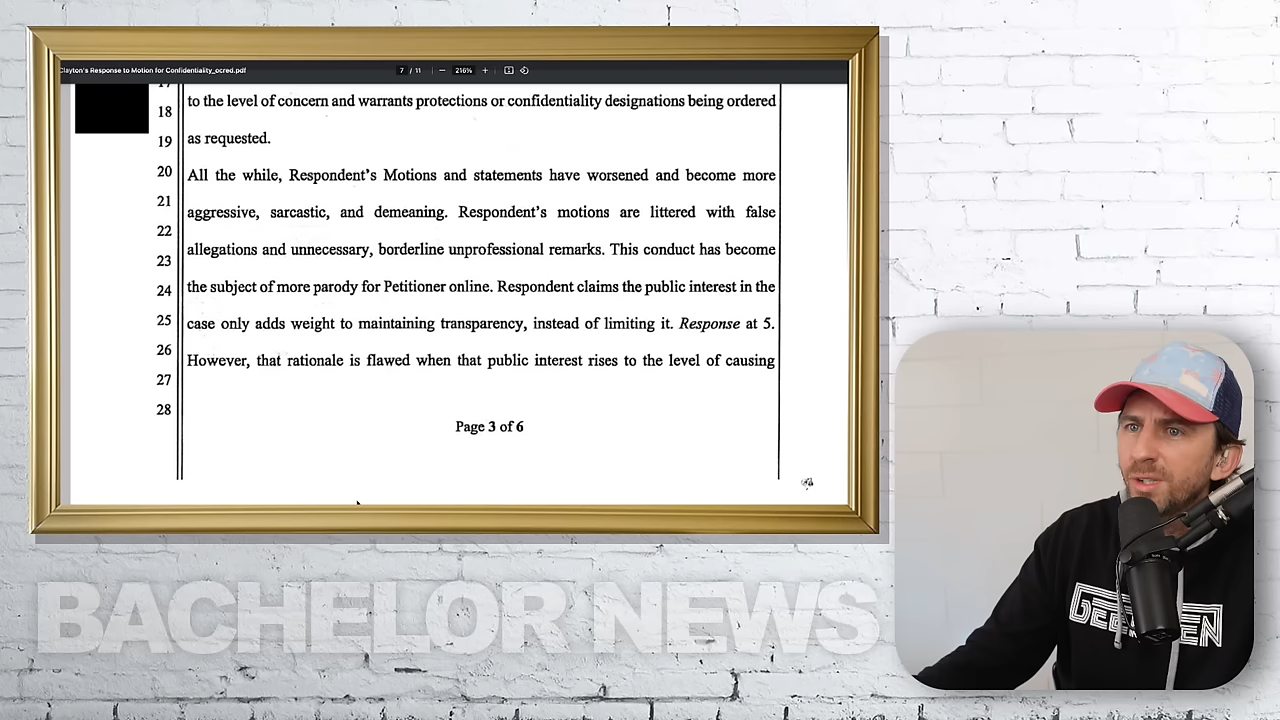 Clayton's Response to Motion for Confidentiality_ocred.pdf
7 / 11
216%
17
18 to the level of concern and warrants protections or confidentiality designations being ordered
19 as requested.
20 All the while, Respondent's Motions and statements have worsened and become more
21 aggressive, sarcastic, and demeaning. Respondent's motions are littered with false
22 allegations and unnecessary, borderline unprofessional remarks. This conduct has become
23
24 the subject of more parody for Petitioner online. Respondent claims the public interest in the
25 case only adds weight to maintaining transparency, instead of limiting it. Response at 5.
26 However, that rationale is flawed when that public interest rises to the level of causing
27
28
Page 3 of 6
BACHELOR NEWS